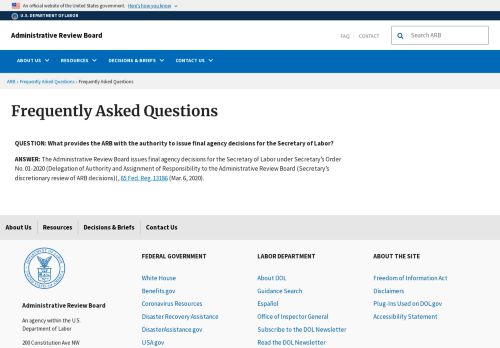 An official website of the United States government. Here's how you know
U.S. DEPARTMENT OF LABOR
Administrative Review Board
FAQ CONTACT
Search ARB
ABOUT US RESOURCES DECISIONS & BRIEFS CONTACT US
ARB › Frequently Asked Questions › Frequently Asked Questions
Frequently Asked Questions
QUESTION: What provides the ARB with the authority to issue final agency decisions for the Secretary of Labor?
ANSWER: The Administrative Review Board issues final agency decisions for the Secretary of Labor under Secretary's Order
No. 01-2020 (Delegation of Authority and Assignment of Responsibility to the Administrative Review Board (Secretary's
discretionary review of ARB decisions)), 85 Fed. Reg. 13186 (Mar. 6, 2020).
About Us Resources Decisions & Briefs Contact Us
FEDERAL GOVERNMENT
White House
Benefits.gov
Coronavirus Resources
Disaster Recovery Assistance
DisasterAssistance.gov
USA.gov
LABOR DEPARTMENT
About DOL
Guidance Search
Español
Office of Inspector General
Subscribe to the DOL Newsletter
Read the DOL Newsletter
ABOUT THE SITE
Freedom of Information Act
Disclaimers
Plug-Ins Used on DOL.gov
Accessibility Statement
Administrative Review Board
An agency within the U.S.
Department of Labor
200 Constitution Ave NW